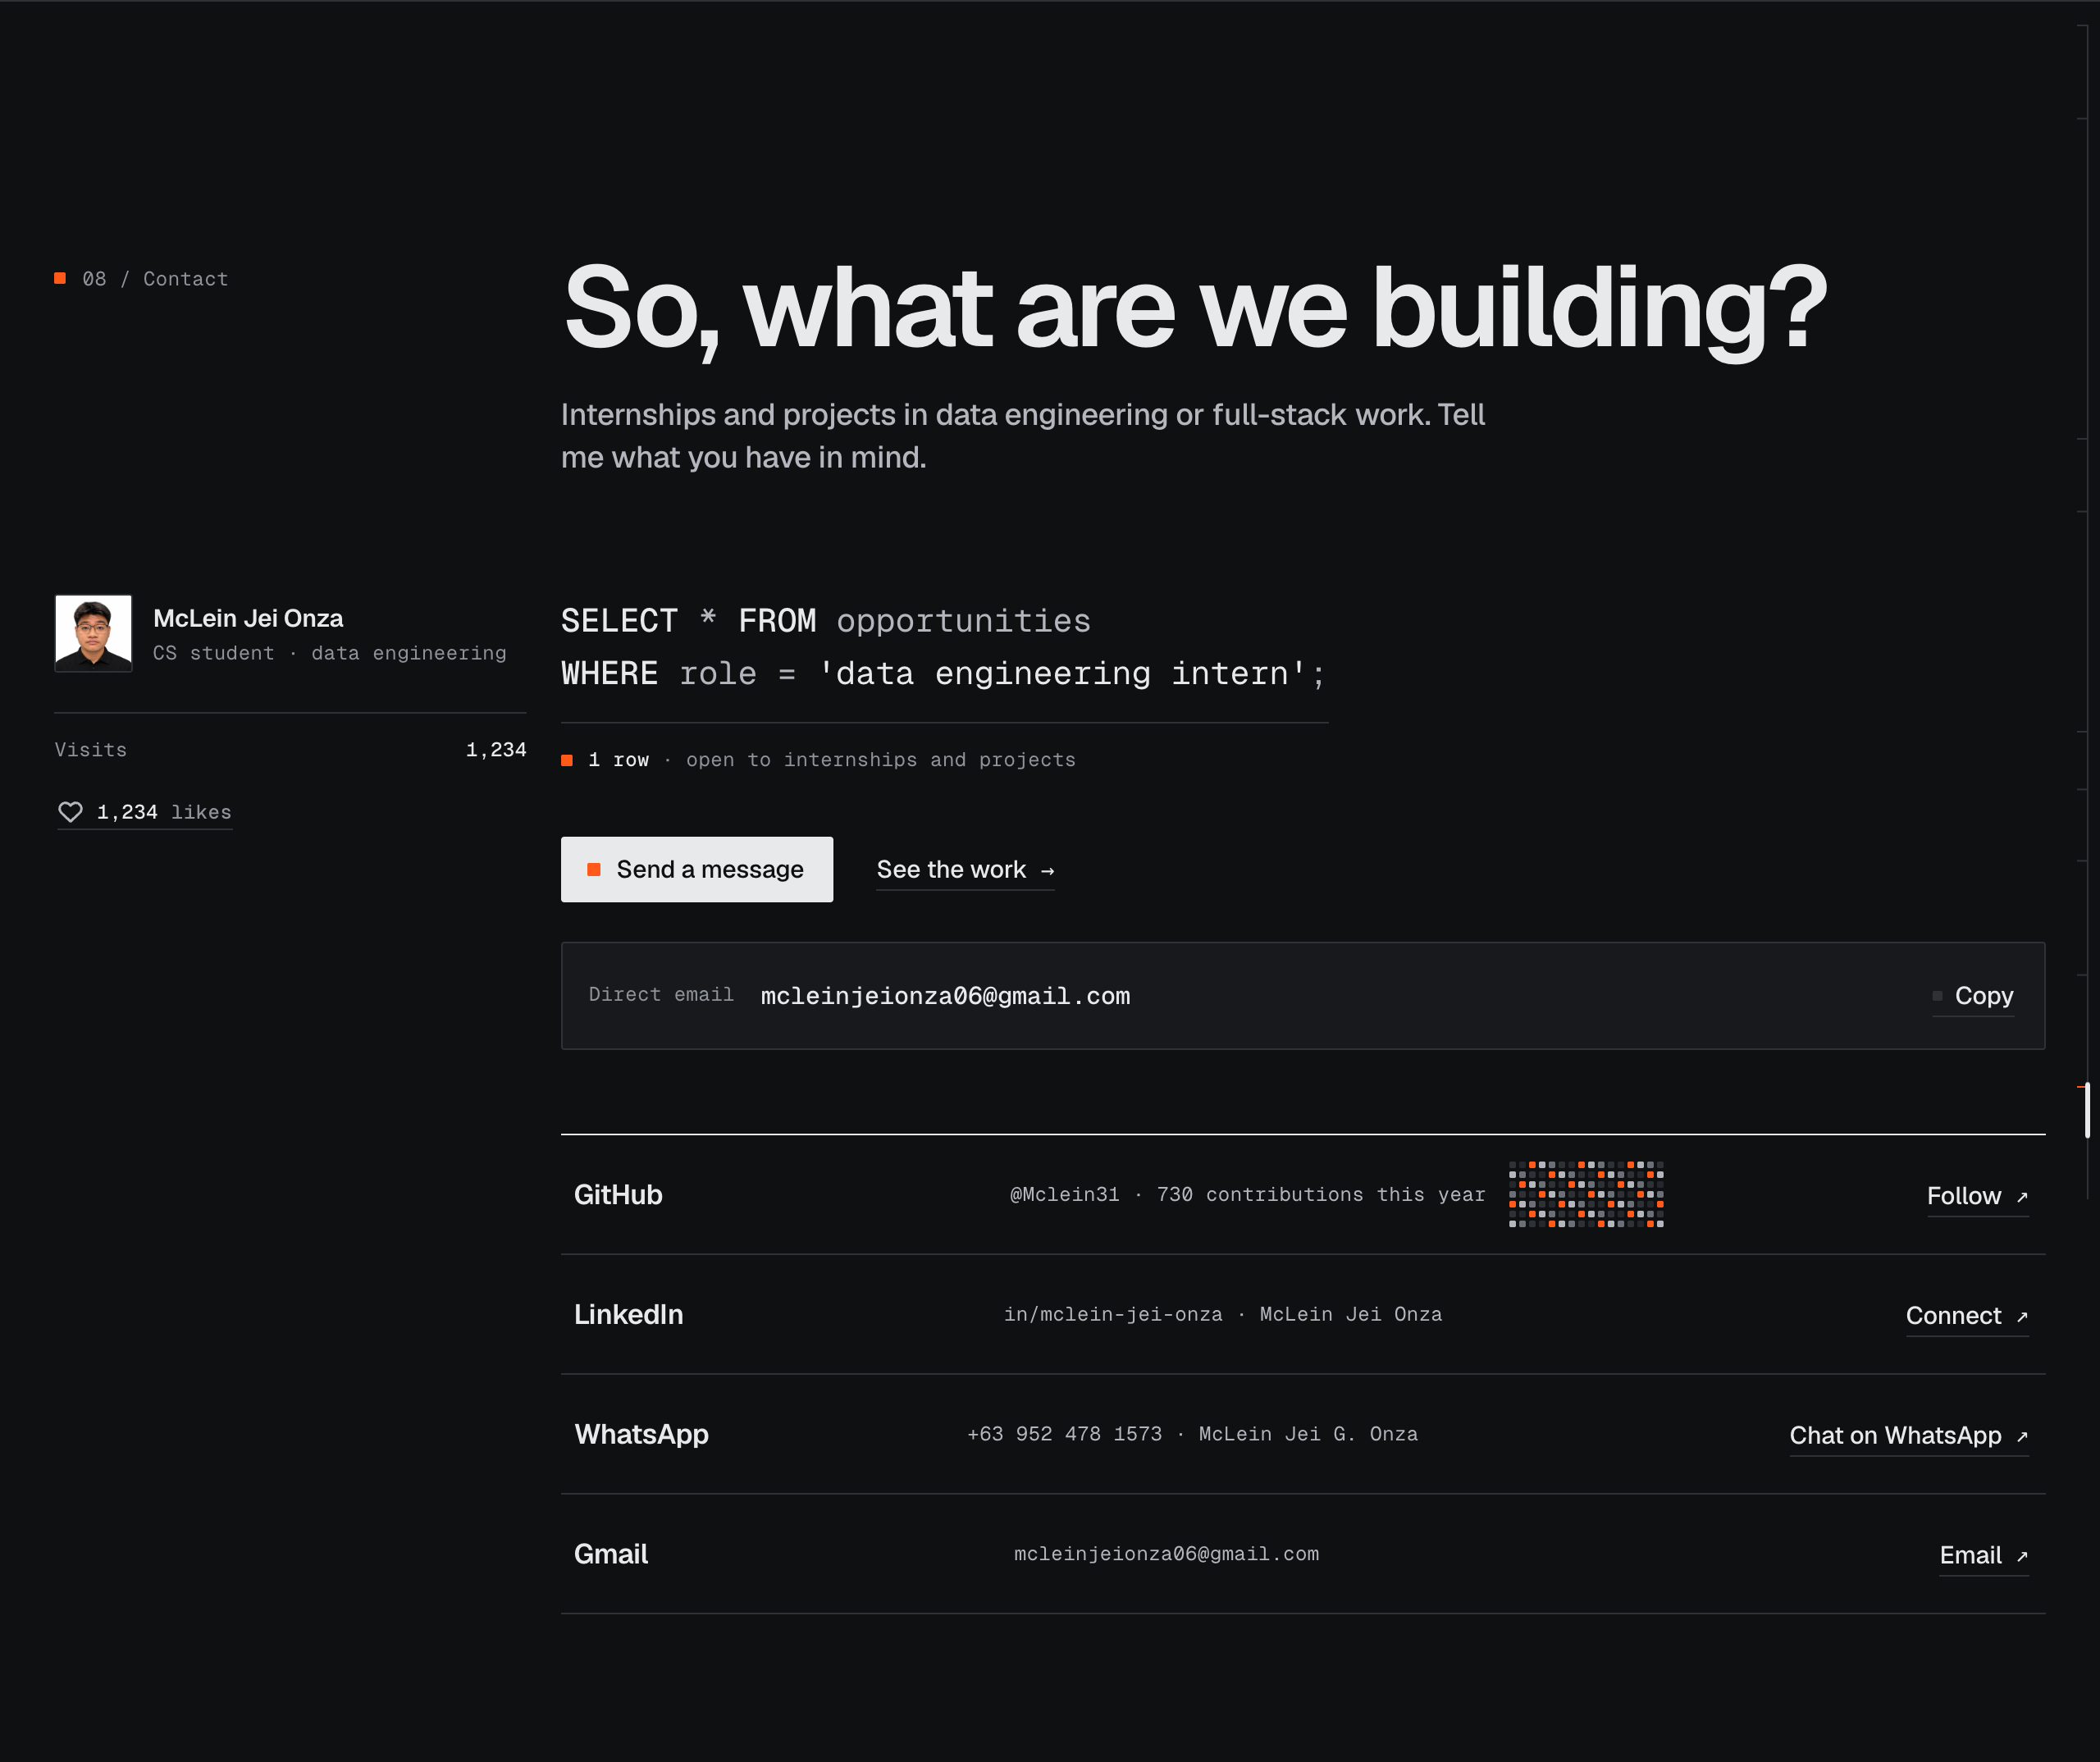 08 / Contact
So, what are we building?
Internships and projects in data engineering or full-stack work. Tell
me what you have in mind.
McLein Jei Onza
CS student · data engineering
Visits 1,234
1,234 likes
SELECT * FROM opportunities
WHERE role = 'data engineering intern';
1 row · open to internships and projects
Send a message
See the work →
Direct email mcleinjeionza06@gmail.com Copy
GitHub @Mclein31 · 730 contributions this year Follow ↗
LinkedIn in/mclein-jei-onza · McLein Jei Onza Connect ↗
WhatsApp +63 952 478 1573 · McLein Jei G. Onza Chat on WhatsApp ↗
Gmail mcleinjeionza06@gmail.com Email ↗